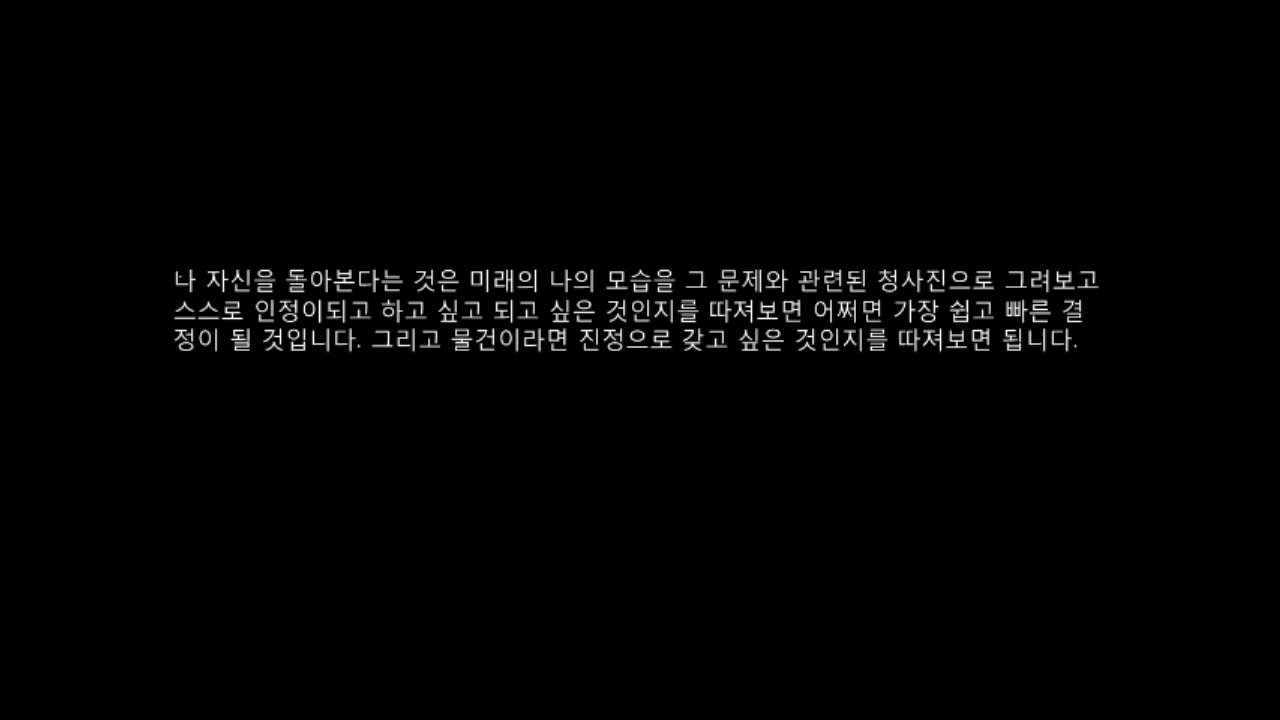 나 자신을 돌아본다는 것은 미래의 나의 모습을 그 문제와 관련된 청사진으로 그려보고
스스로 인정이되고 하고 싶고 되고 싶은 것인지를 따져보면 어쩌면 가장 쉽고 빠른 결
정이 될 것입니다. 그리고 물건이라면 진정으로 갖고 싶은 것인지를 따져보면 됩니다.